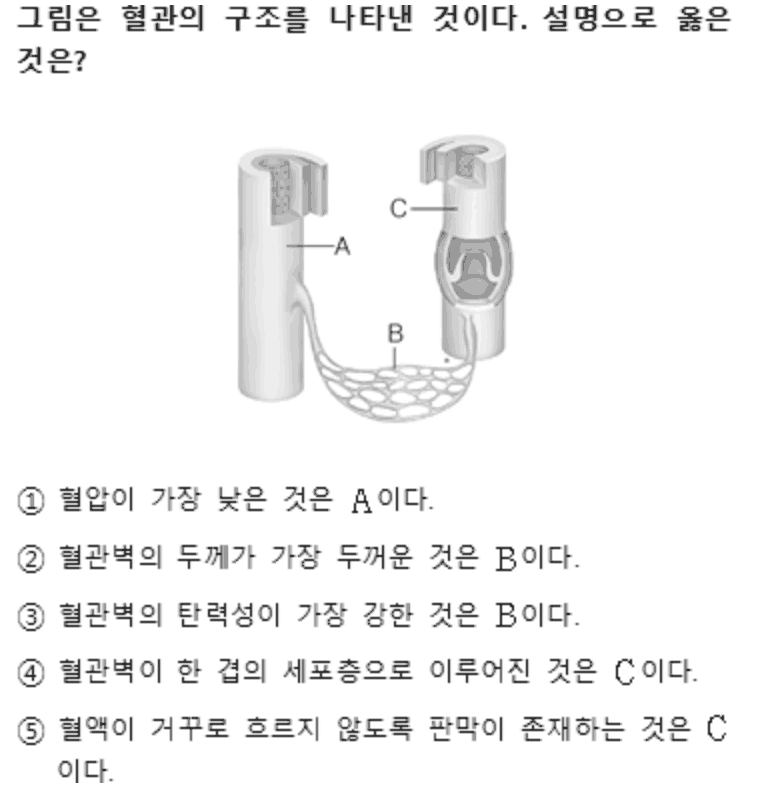 그림은 혈관의 구조를 나타낸 것이다. 설명으로 옳은
것은?
C
A
B
① 혈압이 가장 낮은 것은 A이다.
② 혈관벽의 두께가 가장 두꺼운 것은 B이다.
③ 혈관벽의 탄력성이 가장 강한 것은 B이다.
④ 혈관벽이 한 겹의 세포층으로 이루어진 것은 C이다.
⑤ 혈액이 거꾸로 흐르지 않도록 판막이 존재하는 것은 C
이다.